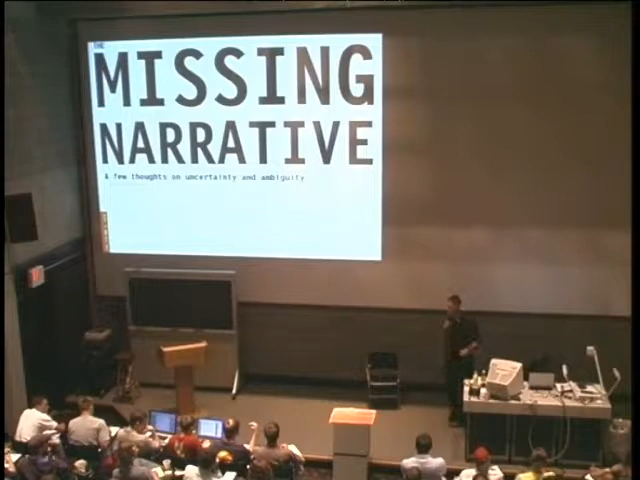 THE
MISSING
NARRATIVE
A few thoughts on uncertainty and ambiguity